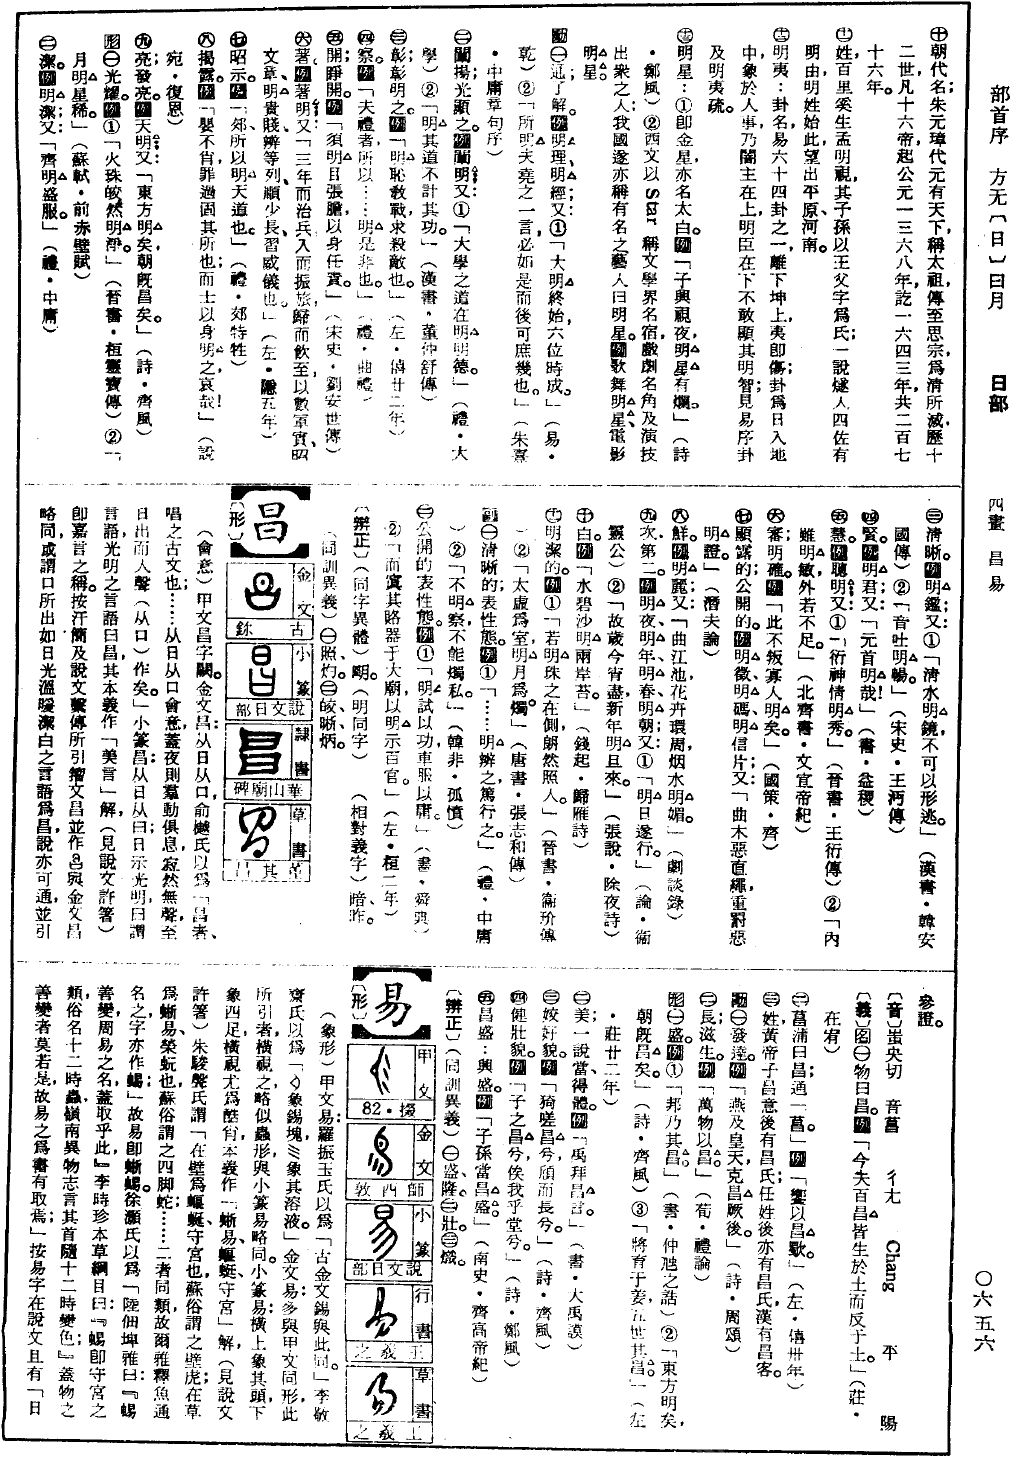 部首序 方无〔日〕曰月 日部 四畫 昌易 〇六五六
㊉朝代名；朱元璋代元有天下，稱太祖，傳至思宗，爲清所滅，歷十
二世，凡十六帝，起公元一三六八年，訖一六四三年，共二百七
十六年。
姓；百里奚生孟明視，其子孫以王父字爲氏；一說燧人四佐有
明由，明姓始此，望出平原、河南。
明夷：卦名，易六十四卦之一，離下坤上，夷卽傷；卦爲日入地
中，象於人事，乃闇主在上，明臣在下，不敢顯其明智；見易序卦
及明夷疏。
明星：①卽金星，亦名太白。例「子興視夜，明星有爛。」（詩
・鄭風）②西文以Star稱文學界名宿、戲劇名角及演技
出衆之人；我國遂亦稱有名之藝人曰明星。例歌舞明星、電影
明星。
動㊀通；了解。例明理；明經；又①「大明終始，六位時成。」（易・
乾）②「所明夫堯之一言，必如是而後可庶幾也。」（朱熹
・中庸章句序）
㊁闡揚；光顯之。例闡明；又①「大學之道，在明明德。」（禮・大
學）②「明其道不計其功。」（漢書・董仲舒傳）
㊂彰；彰明之。例「明恥教戰，求殺敵也。」（左・僖廿二年）
㊃察。例「夫禮者所以……明是非也。」（禮・曲禮）
㊄開；睜開。例「須明目張膽，以身任責。」（宋史・劉安世傳）
㊅著。例著明；又「三年而治兵，入而振旅，歸而飮至，以數軍實，昭
文章，明貴賤，辨等列，順少長，習威儀也。」（左・隱五年）
㊆昭示。例「郊所以明天道也。」（禮・郊特牲）
㊇揭露。例「嬰不肖，罪過固其所也，而士以身明之，哀哉！」（說
苑・復恩）
㊈亮；發亮。例天明；又「東方明矣，朝旣昌矣。」（詩・齊風）
形㊀光耀。例①「火珠皎然明淨。」（晉書・桓靈寶傳）②「
月明星稀。」（蘇軾・前赤壁賦）
㊁潔。例明潔；又「齊明盛服。」（禮・中庸）
㊂清晰。例明鑑；又①「清水明鏡，不可以形逃。」（漢書・韓安
國傳）②「音吐明暢。」（宋史・王沔傳）
㊃賢。例明君；又「元首明哉！」（書・益稷）
㊄慧。例聰明；又①「衍神情明秀。」（晉書・王衍傳）②「內
雖明敏，外若不足。」（北齊書・文宣帝紀）
㊅審；明確。例「此不叛寡人明矣。」（國策・齊）
㊆顯露的；公開的。例明徵；明碼；明信片；又「曲木惡直繩，重罰惡
明證。」（潛夫論）
㊇鮮。例明麗；又「曲江池花卉環周，烟水明媚。」（劇談錄）
㊈次；第二。例明夜；明年；明春；明朝；又①「明日遂行。」（論・衞
靈公）②「故歲今宵盡，新年明旦來。」（張說・除夜詩）
㊉白。例「水碧沙明兩岸苔。」（錢起・歸雁詩）
明潔的。例①「若明珠之在側，朗然照人。」（晉書・衞玠傳
）②「太虛爲室，明月爲燭。」（唐書・張志和傳）
副㊀清晰的表性態。例①「……明辨之，篤行之。」（禮・中庸
）②「不明察，不能燭私。」（韓非・孤憤）
㊁公開的表性態。例①「明試以功，車服以庸。」（書・舜典）
②「而寘其賂器于大廟，以明示百官。」（左・桓二年）
〔辨正〕（同字異體）朙。（明同字） （相對義字）暗、昨。
（同訓異義）㊀照、灼。㊁皎、晰、炳。
昌
〔形〕
金文 古鉨
小篆 說文日部
隸書 華山廟碑
草書
（會意）甲文昌字闕。金文昌从日从口，俞樾氏以爲「昌者，
唱之古文也；……从日从口會意，蓋夜則羣動俱息，寂然無聲，至
日出而人聲（从口）作矣。」小篆昌从日从曰；日示光明，曰謂
言語，光明之言語曰昌，其本義作「美言」解（見說文許箸）
卽嘉言之稱。按汗簡及說文繫傳所引籀文昌並作，與金文昌
略同；或謂口所出如日光溫暖潔白之言語爲昌，說亦可通，並引
參證。
〔音〕蚩央切 音菖 ㄔㄤ Chang 平 陽
〔義〕名㊀物曰昌。例「今夫百昌皆生於土而反于土。」（莊・
在宥）
㊁菖蒲曰昌；通「菖」。例「饗以昌歜。」（左・僖卅年）
㊂姓；黃帝子昌意後有昌氏，任姓後亦有昌氏，漢有昌客。
動㊀發達。例「燕及皇天，克昌厥後。」（詩・周頌）
㊁長；滋生。例「萬物以昌。」（荀・禮論）
形㊀盛。例①「邦乃其昌。」（書・仲虺之誥）②「東方明矣，
朝旣昌矣。」（詩・齊風）③「將育于姜，五世其昌。」（左
・莊廿二年）
㊁美；一說當；得體。例「禹拜昌言。」（書・大禹謨）
㊂姣好貌。例「猗嗟昌兮，頎而長兮。」（詩・齊風）
㊃健壯貌。例「子之昌兮，俟我乎堂兮。」（詩・鄭風）
㊄昌盛：興盛。例「子孫當昌盛。」（南史・齊高帝紀）
〔辨正〕（同訓異義）㊀盛、隆。㊁壯。㊂熾。
易
〔形〕
甲文 82・掇
金文 師酉敦
小篆 說文日部
行書 王羲之
草書 王羲之
（象形）甲文易，羅振玉氏以爲「古金文錫與此同。」李敬
齋氏以爲「象錫塊，彡象其溶液。」金文易多與甲文同形，此
所引者，橫視之，略似蟲形，與小篆易略同。小篆易：橫上象其頭，下
象四足，橫視尤爲酷肖，本義作「蜥易、蝘蜓、守宮」解（見說文
許箸）朱駿聲氏謂「在壁爲蝘蜓、守宮也，蘇俗謂之壁虎；在草
爲蜥易、榮蚖也，蘇俗謂之四脚蛇；……二者同類，故爾雅釋魚通
名之。字亦作蜴」故易卽蜥蜴。徐灝氏以爲「陸佃埤雅曰：『蜴
善變，周易之名，蓋取乎此。』李時珍本草綱目曰：『蜴卽守宮之
類，俗名十二時蟲，嶺南異物志言其首隨十二時變色。』蓋物之
善變者莫若是，故易之爲書有取焉。」按易字在說文且有「日